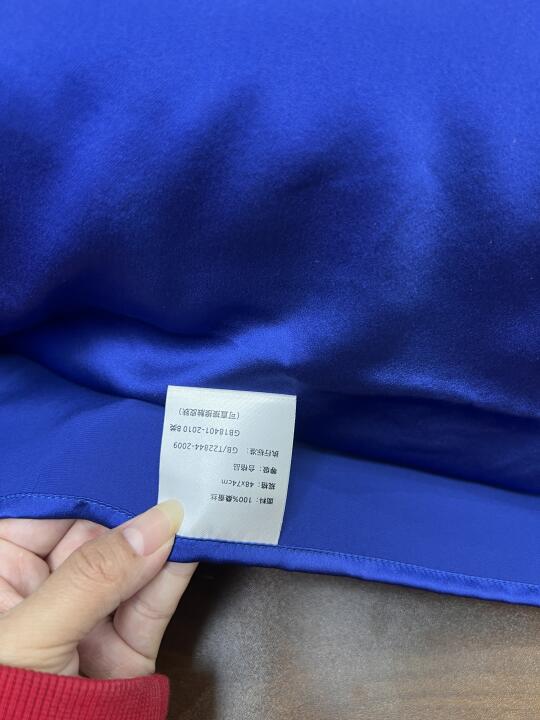 面料：100%桑蚕丝
规格：48x74cm
等级：合格品
执行标准：GB/T22844-2009
GB18401-2010 B类
(可直接接触皮肤)